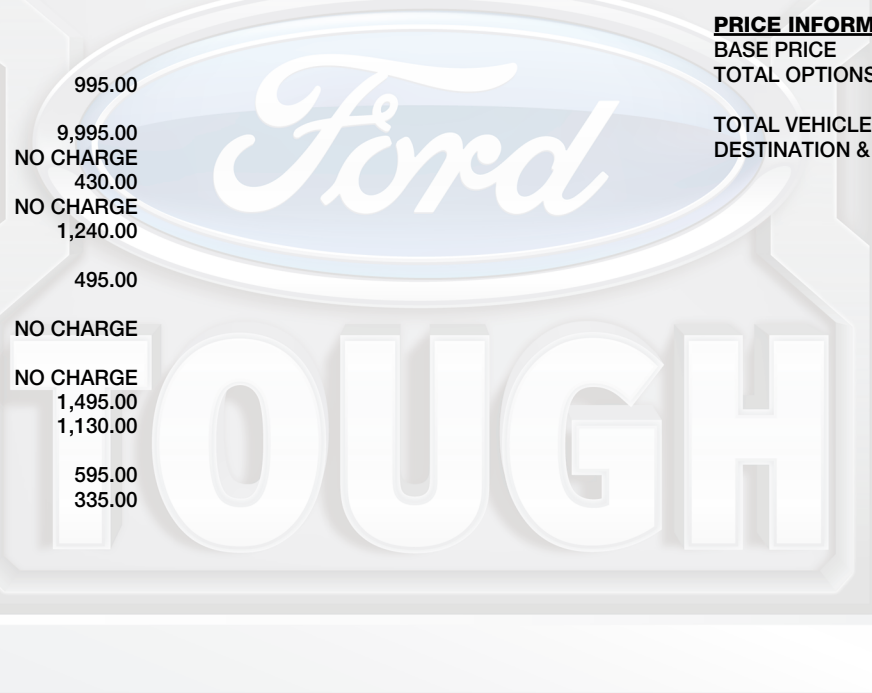 995.00
9,995.00
NO CHARGE
430.00
NO CHARGE
1,240.00
495.00
NO CHARGE
NO CHARGE
1,495.00
1,130.00
595.00
335.00
PRICE INFORM
BASE PRICE
TOTAL OPTIONS
TOTAL VEHICLE
DESTINATION &
Ford
TOUGH